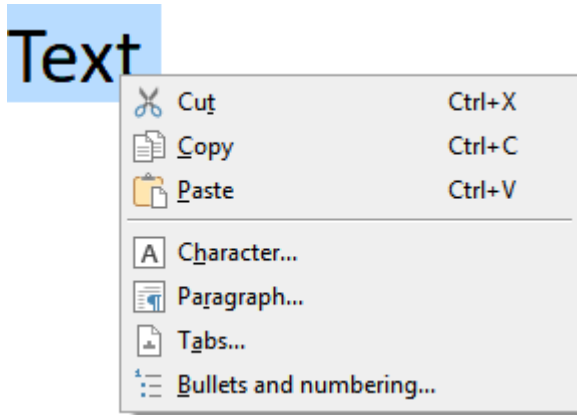 Text
Cut Ctrl+X
Copy Ctrl+C
Paste Ctrl+V
A Character...
Paragraph...
Tabs...
Bullets and numbering...